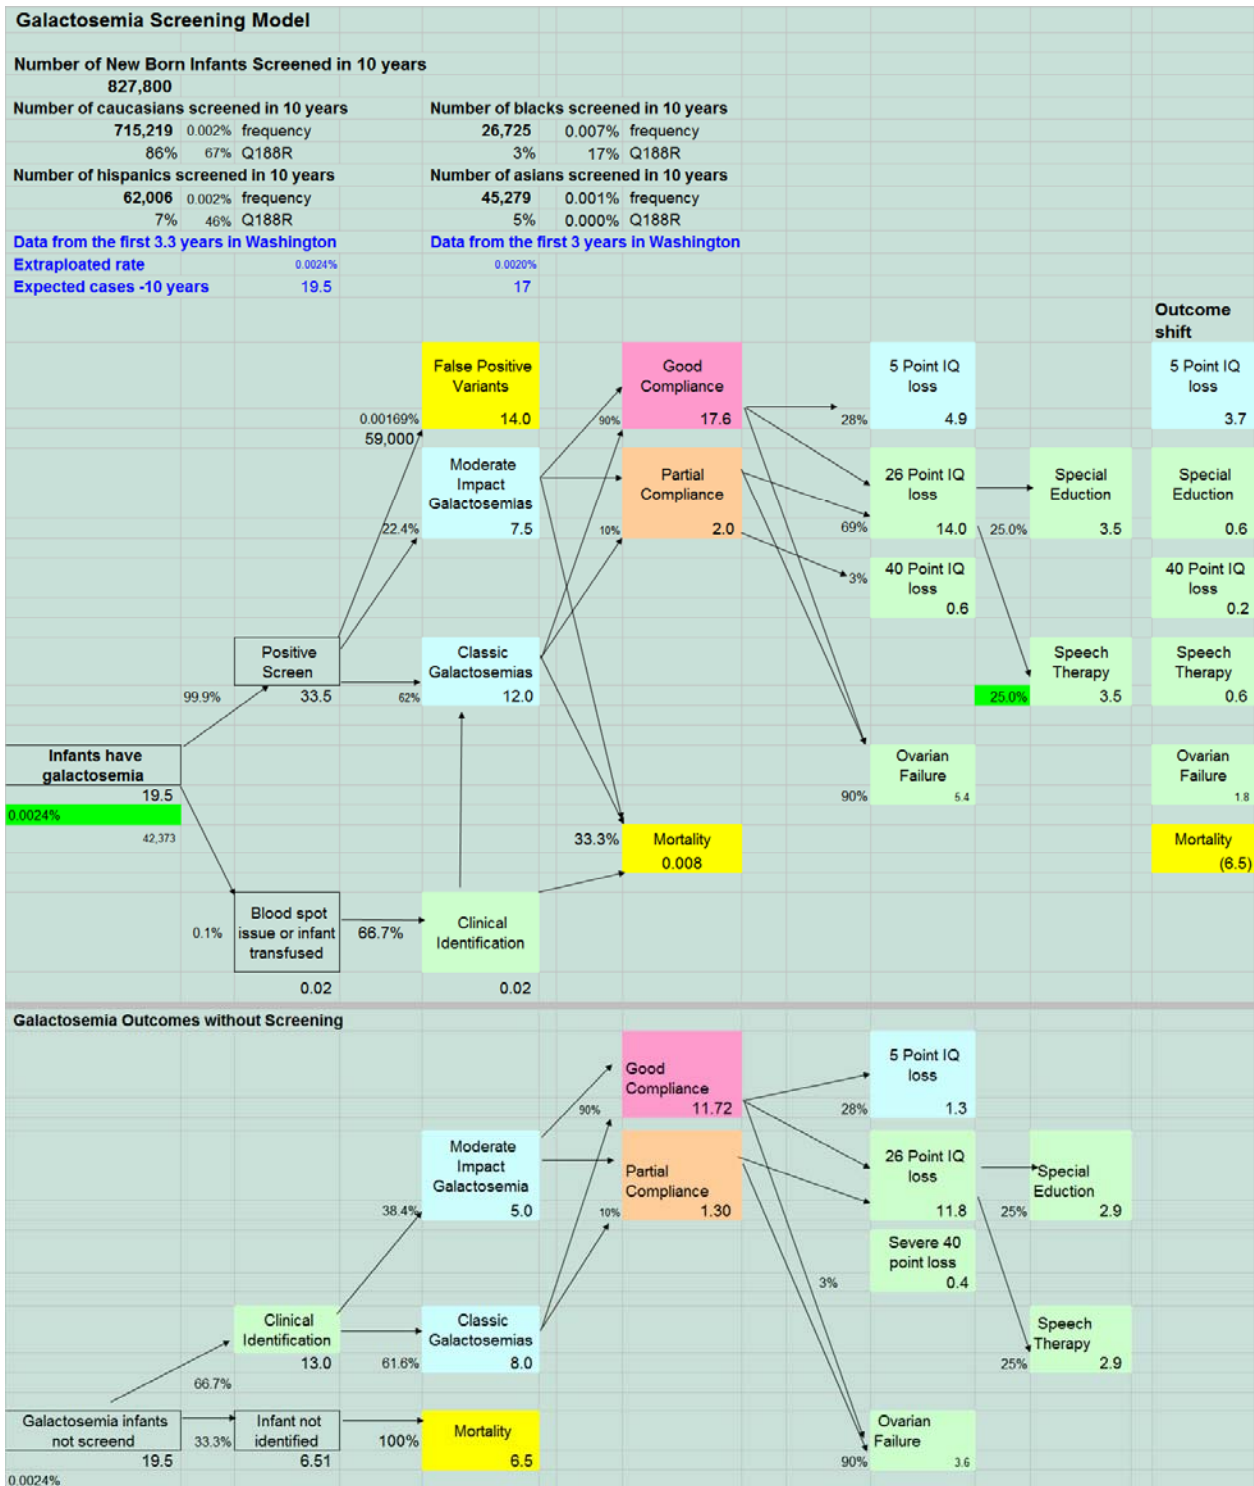 Galactosemia Screening Model
Number of New Born Infants Screened in 10 years
827,800
Number of caucasians screened in 10 years
Number of blacks screened in 10 years
715,219 0.002% frequency
26,725 0.007% frequency
86% 67% Q188R
3% 17% Q188R
Number of hispanics screened in 10 years
Number of asians screened in 10 years
62,006 0.002% frequency
45,279 0.001% frequency
7% 46% Q188R
5% 0.000% Q188R
Data from the first 3.3 years in Washington
Data from the first 3 years in Washington
Extraploated rate 0.0024% 0.0020%
Expected cases -10 years 19.5 17
Outcome
shift
False Positive
Variants
14.0
0.00169%
59,000
Good
Compliance
17.6
90%
5 Point IQ
loss
4.9
28%
5 Point IQ
loss
3.7
Moderate
Impact
Galactosemias
7.5
22.4%
Partial
Compliance
2.0
10%
26 Point IQ
loss
14.0
69%
Special
Eduction
3.5
25.0%
Special
Eduction
0.6
40 Point IQ
loss
0.6
3%
40 Point IQ
loss
0.2
Positive
Screen
33.5
99.9%
Classic
Galactosemias
12.0
62%
Speech
Therapy
3.5
25.0%
Speech
Therapy
0.6
Infants have
galactosemia
19.5
0.0024%
42,373
Ovarian
Failure
5.4
90%
Ovarian
Failure
1.8
33.3%
Mortality
0.008
Mortality
(6.5)
Blood spot
issue or infant
transfused
0.1%
0.02
66.7%
Clinical
Identification
0.02
Galactosemia Outcomes without Screening
Good
Compliance
11.72
90%
5 Point IQ
loss
1.3
28%
Moderate
Impact
Galactosemia
5.0
38.4%
Partial
Compliance
1.30
10%
26 Point IQ
loss
11.8
Special
Eduction
2.9
25%
Severe 40
point loss
0.4
3%
Clinical
Identification
13.0
66.7%
Classic
Galactosemias
8.0
61.6%
Speech
Therapy
2.9
25%
Galactosemia infants
not screend
19.5
0.0024%
33.3%
Infant not
identified
6.51
100%
Mortality
6.5
Ovarian
Failure
3.6
90%